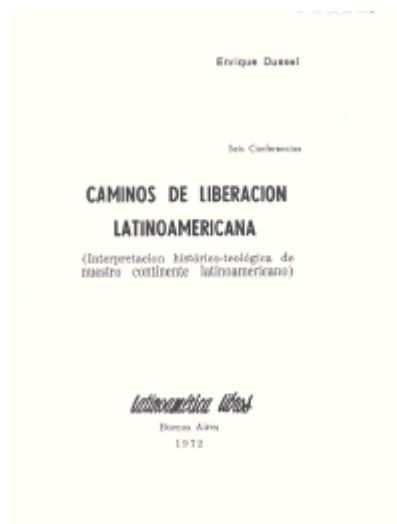 Enrique Dussel
Seis Conferencias
CAMINOS DE LIBERACION
LATINOAMERICANA
(Interpretacion histórico-teológica de
nuestro continente latinoamericano)
latinoamérica libros
Buenos Aires
1972